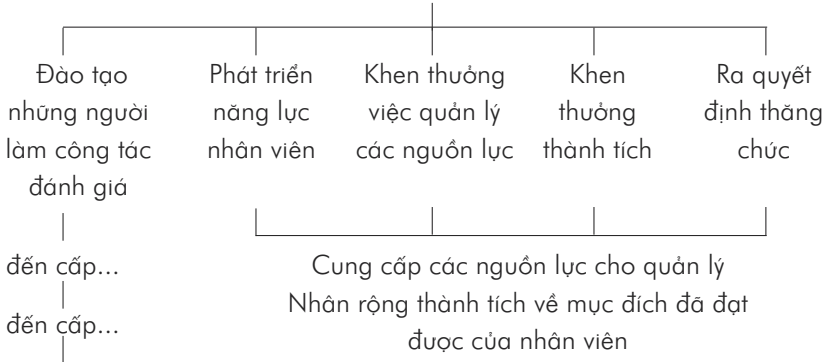 Đào tạo
những người
làm công tác
đánh giá
Phát triển
năng lực
nhân viên
Khen thưởng
việc quản lý
các nguồn lực
Khen
thưởng
thành tích
Ra quyết
định thăng
chức
đến cấp...
đến cấp...
Cung cấp các nguồn lực cho quản lý
Nhân rộng thành tích về mục đích đã đạt
được của nhân viên